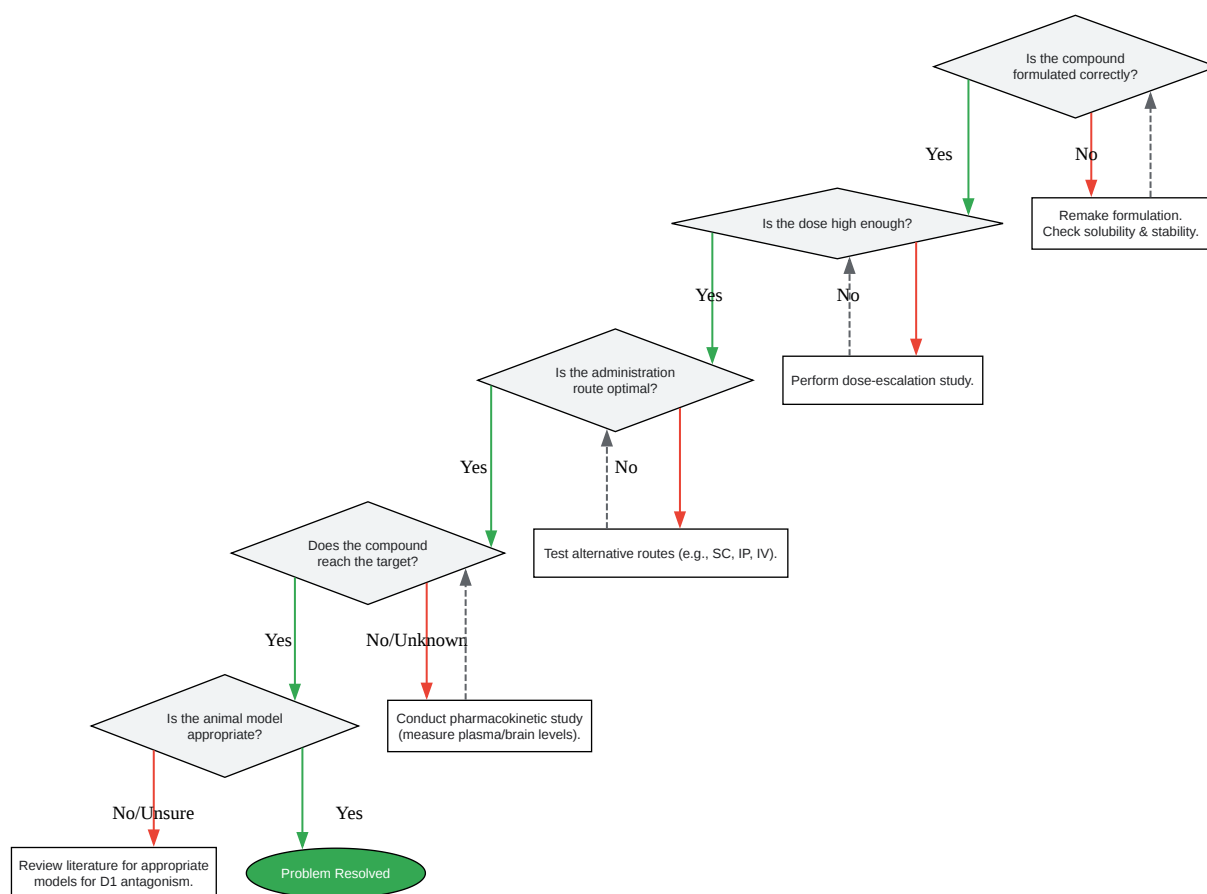 Is the compound
formulated correctly?
Yes
No
Remake formulation.
Check solubility & stability.
Is the dose high enough?
Yes
No
Perform dose-escalation study.
Is the administration
route optimal?
Yes
No
Test alternative routes (e.g., SC, IP, IV).
Does the compound
reach the target?
Yes
No/Unknown
Conduct pharmacokinetic study
(measure plasma/brain levels).
Is the animal model
appropriate?
No/Unsure
Yes
Review literature for appropriate
models for D1 antagonism.
Problem Resolved